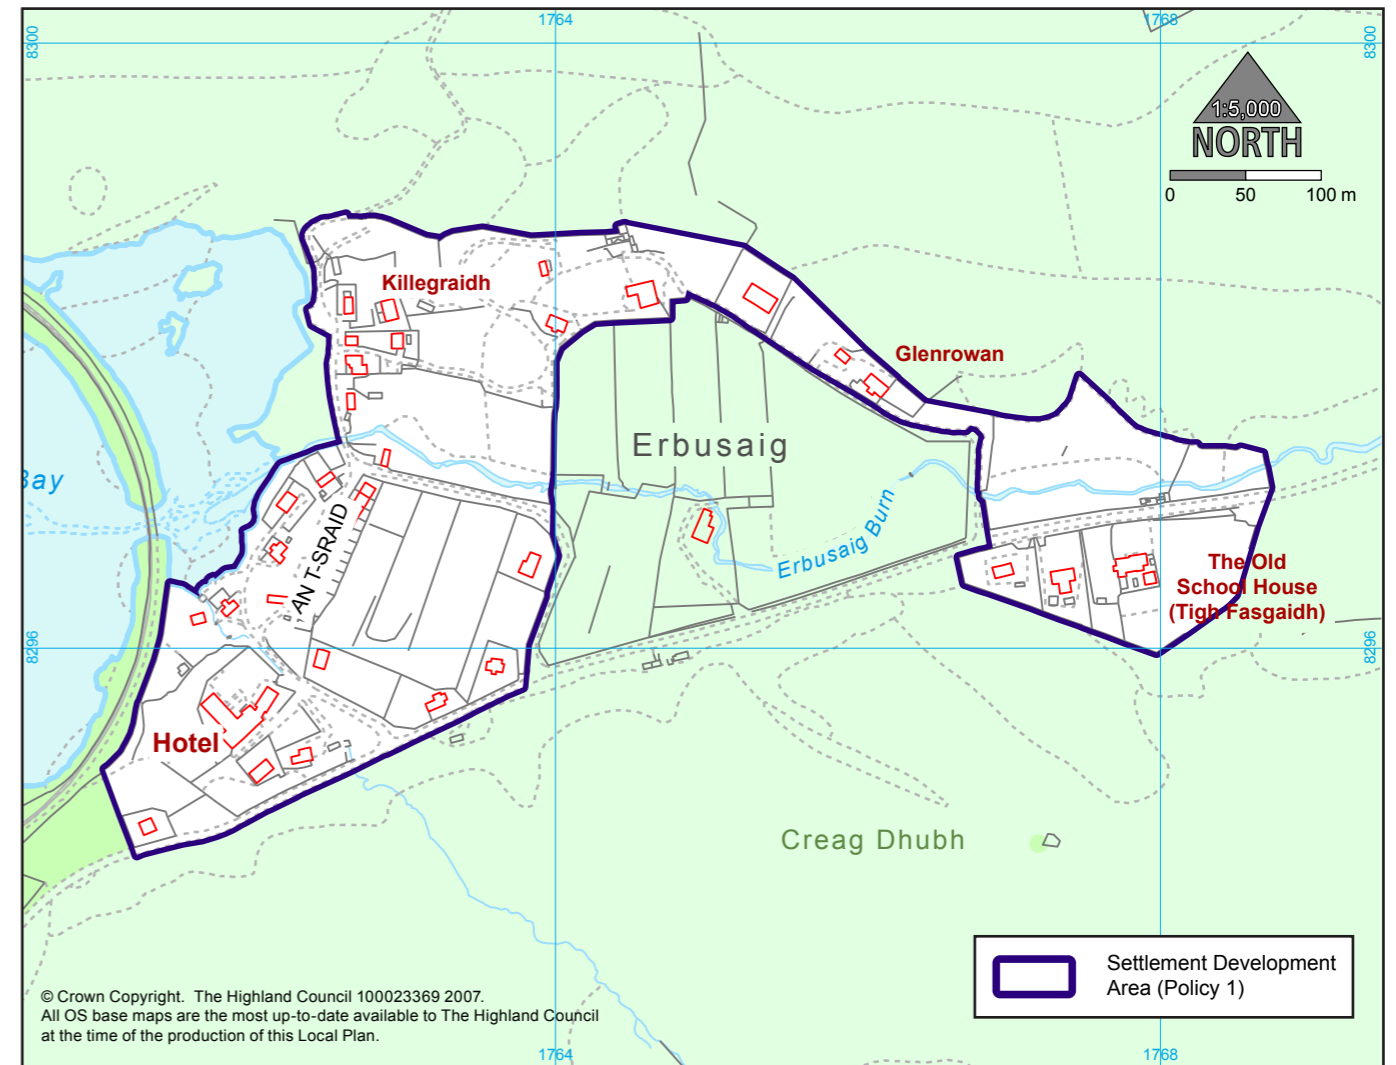 1764
1768
8300
8300
1:5,000
NORTH
0 50 100 m
Killegraidh
Glenrowan
Erbusaig
Bay
AN T-SRAID
Erbusaig Burn
The Old
School House
(Tigh Fasgaidh)
8296
8296
Hotel
Creag Dhubh
Settlement Development
Area (Policy 1)
© Crown Copyright. The Highland Council 100023369 2007.
All OS base maps are the most up-to-date available to The Highland Council
at the time of the production of this Local Plan.
1764
1768